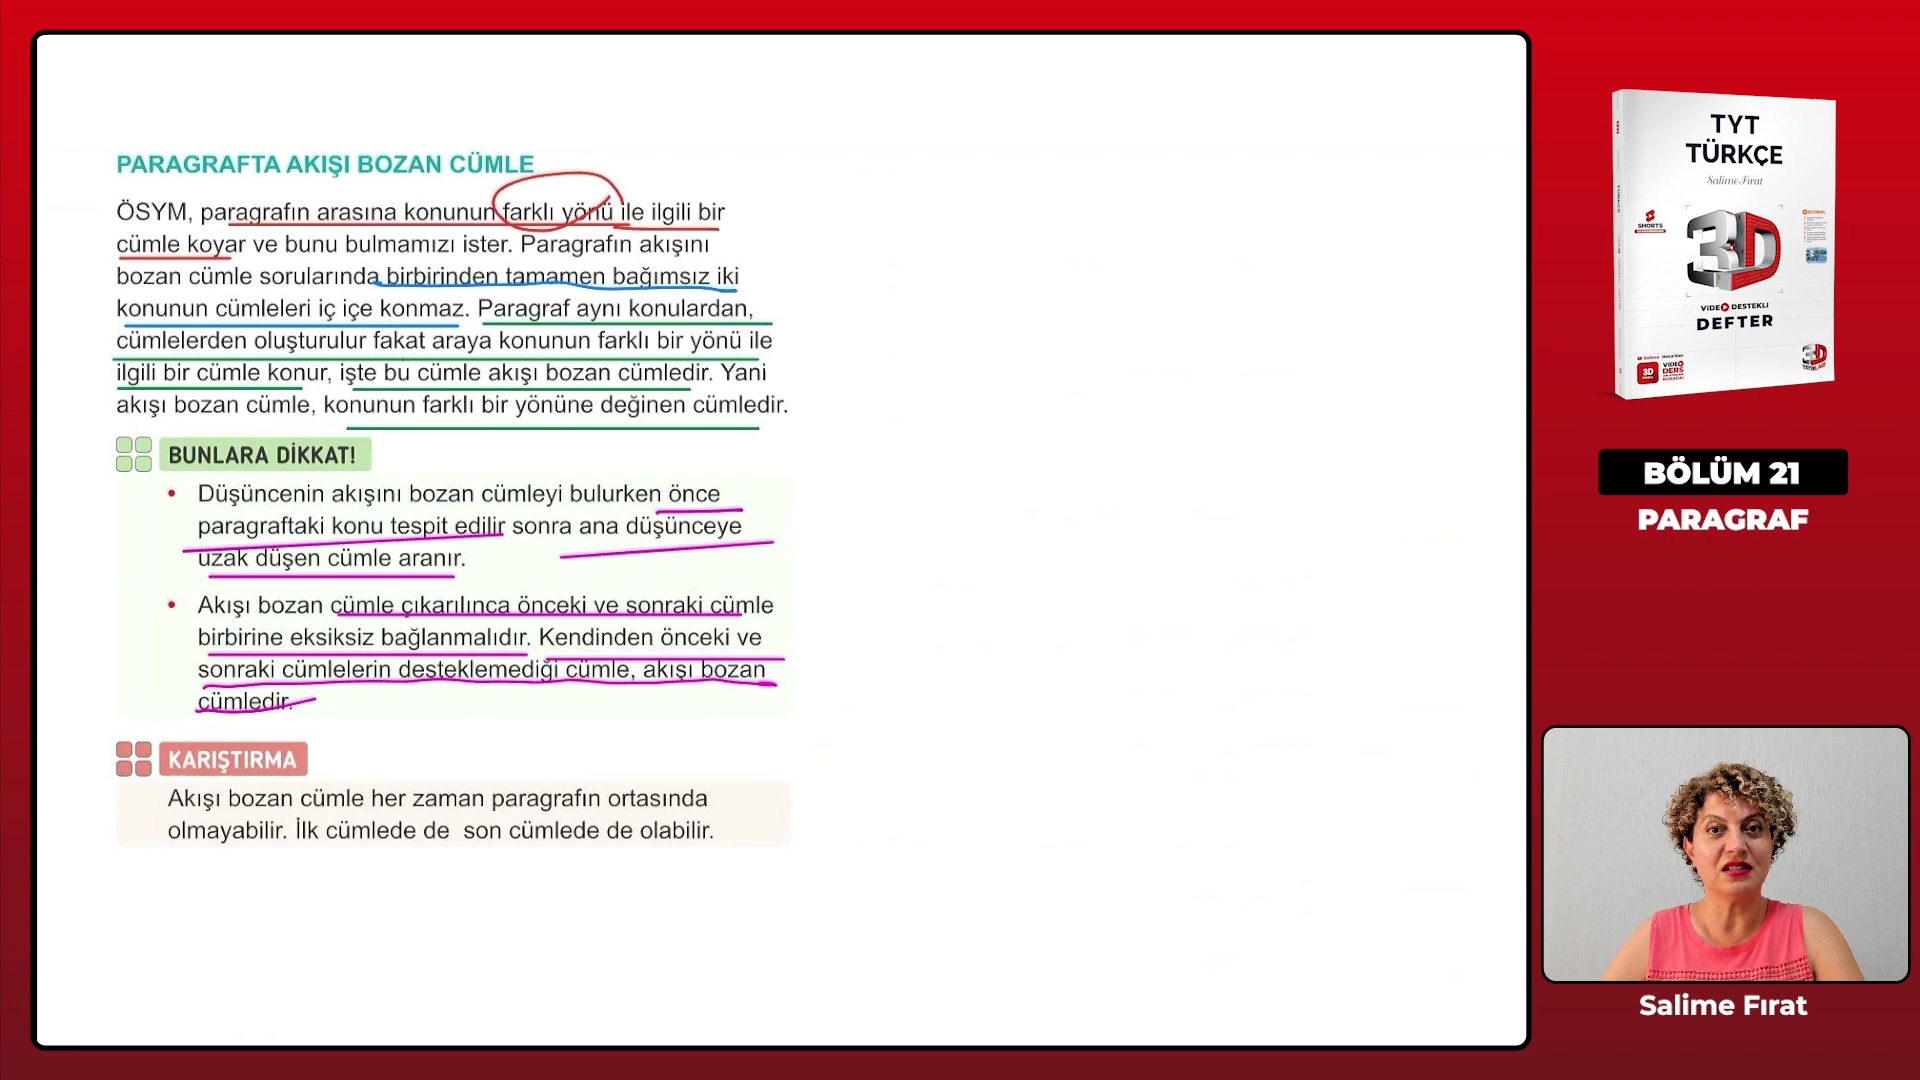 PARAGRAFTA AKIŞI BOZAN CÜMLE
ÖSYM, paragrafın arasına konunun farklı yönü ile ilgili bir
cümle koyar ve bunu bulmamızı ister. Paragrafın akışını
bozan cümle sorularında birbirinden tamamen bağımsız iki
konunun cümleleri iç içe konmaz. Paragraf aynı konulardan,
cümlelerden oluşturulur fakat araya konunun farklı bir yönü ile
ilgili bir cümle konur, işte bu cümle akışı bozan cümledir. Yani
akışı bozan cümle, konunun farklı bir yönüne değinen cümledir.
BUNLARA DİKKAT!
• Düşüncenin akışını bozan cümleyi bulurken önce
paragraftaki konu tespit edilir sonra ana düşünceye
uzak düşen cümle aranır.
• Akışı bozan cümle çıkarılınca önceki ve sonraki cümle
birbirine eksiksiz bağlanmalıdır. Kendinden önceki ve
sonraki cümlelerin desteklemediği cümle, akışı bozan
cümledir.
KARIŞTIRMA
Akışı bozan cümle her zaman paragrafın ortasında
olmayabilir. İlk cümlede de son cümlede de olabilir.
TYT
TÜRKÇE
Salime Fırat
SHORTS
3D
VİDEO DESTEKLİ
DEFTER
3D
VİDEO
DERS
3D
YAYINLARI
BÖLÜM 21
PARAGRAF
Salime Fırat